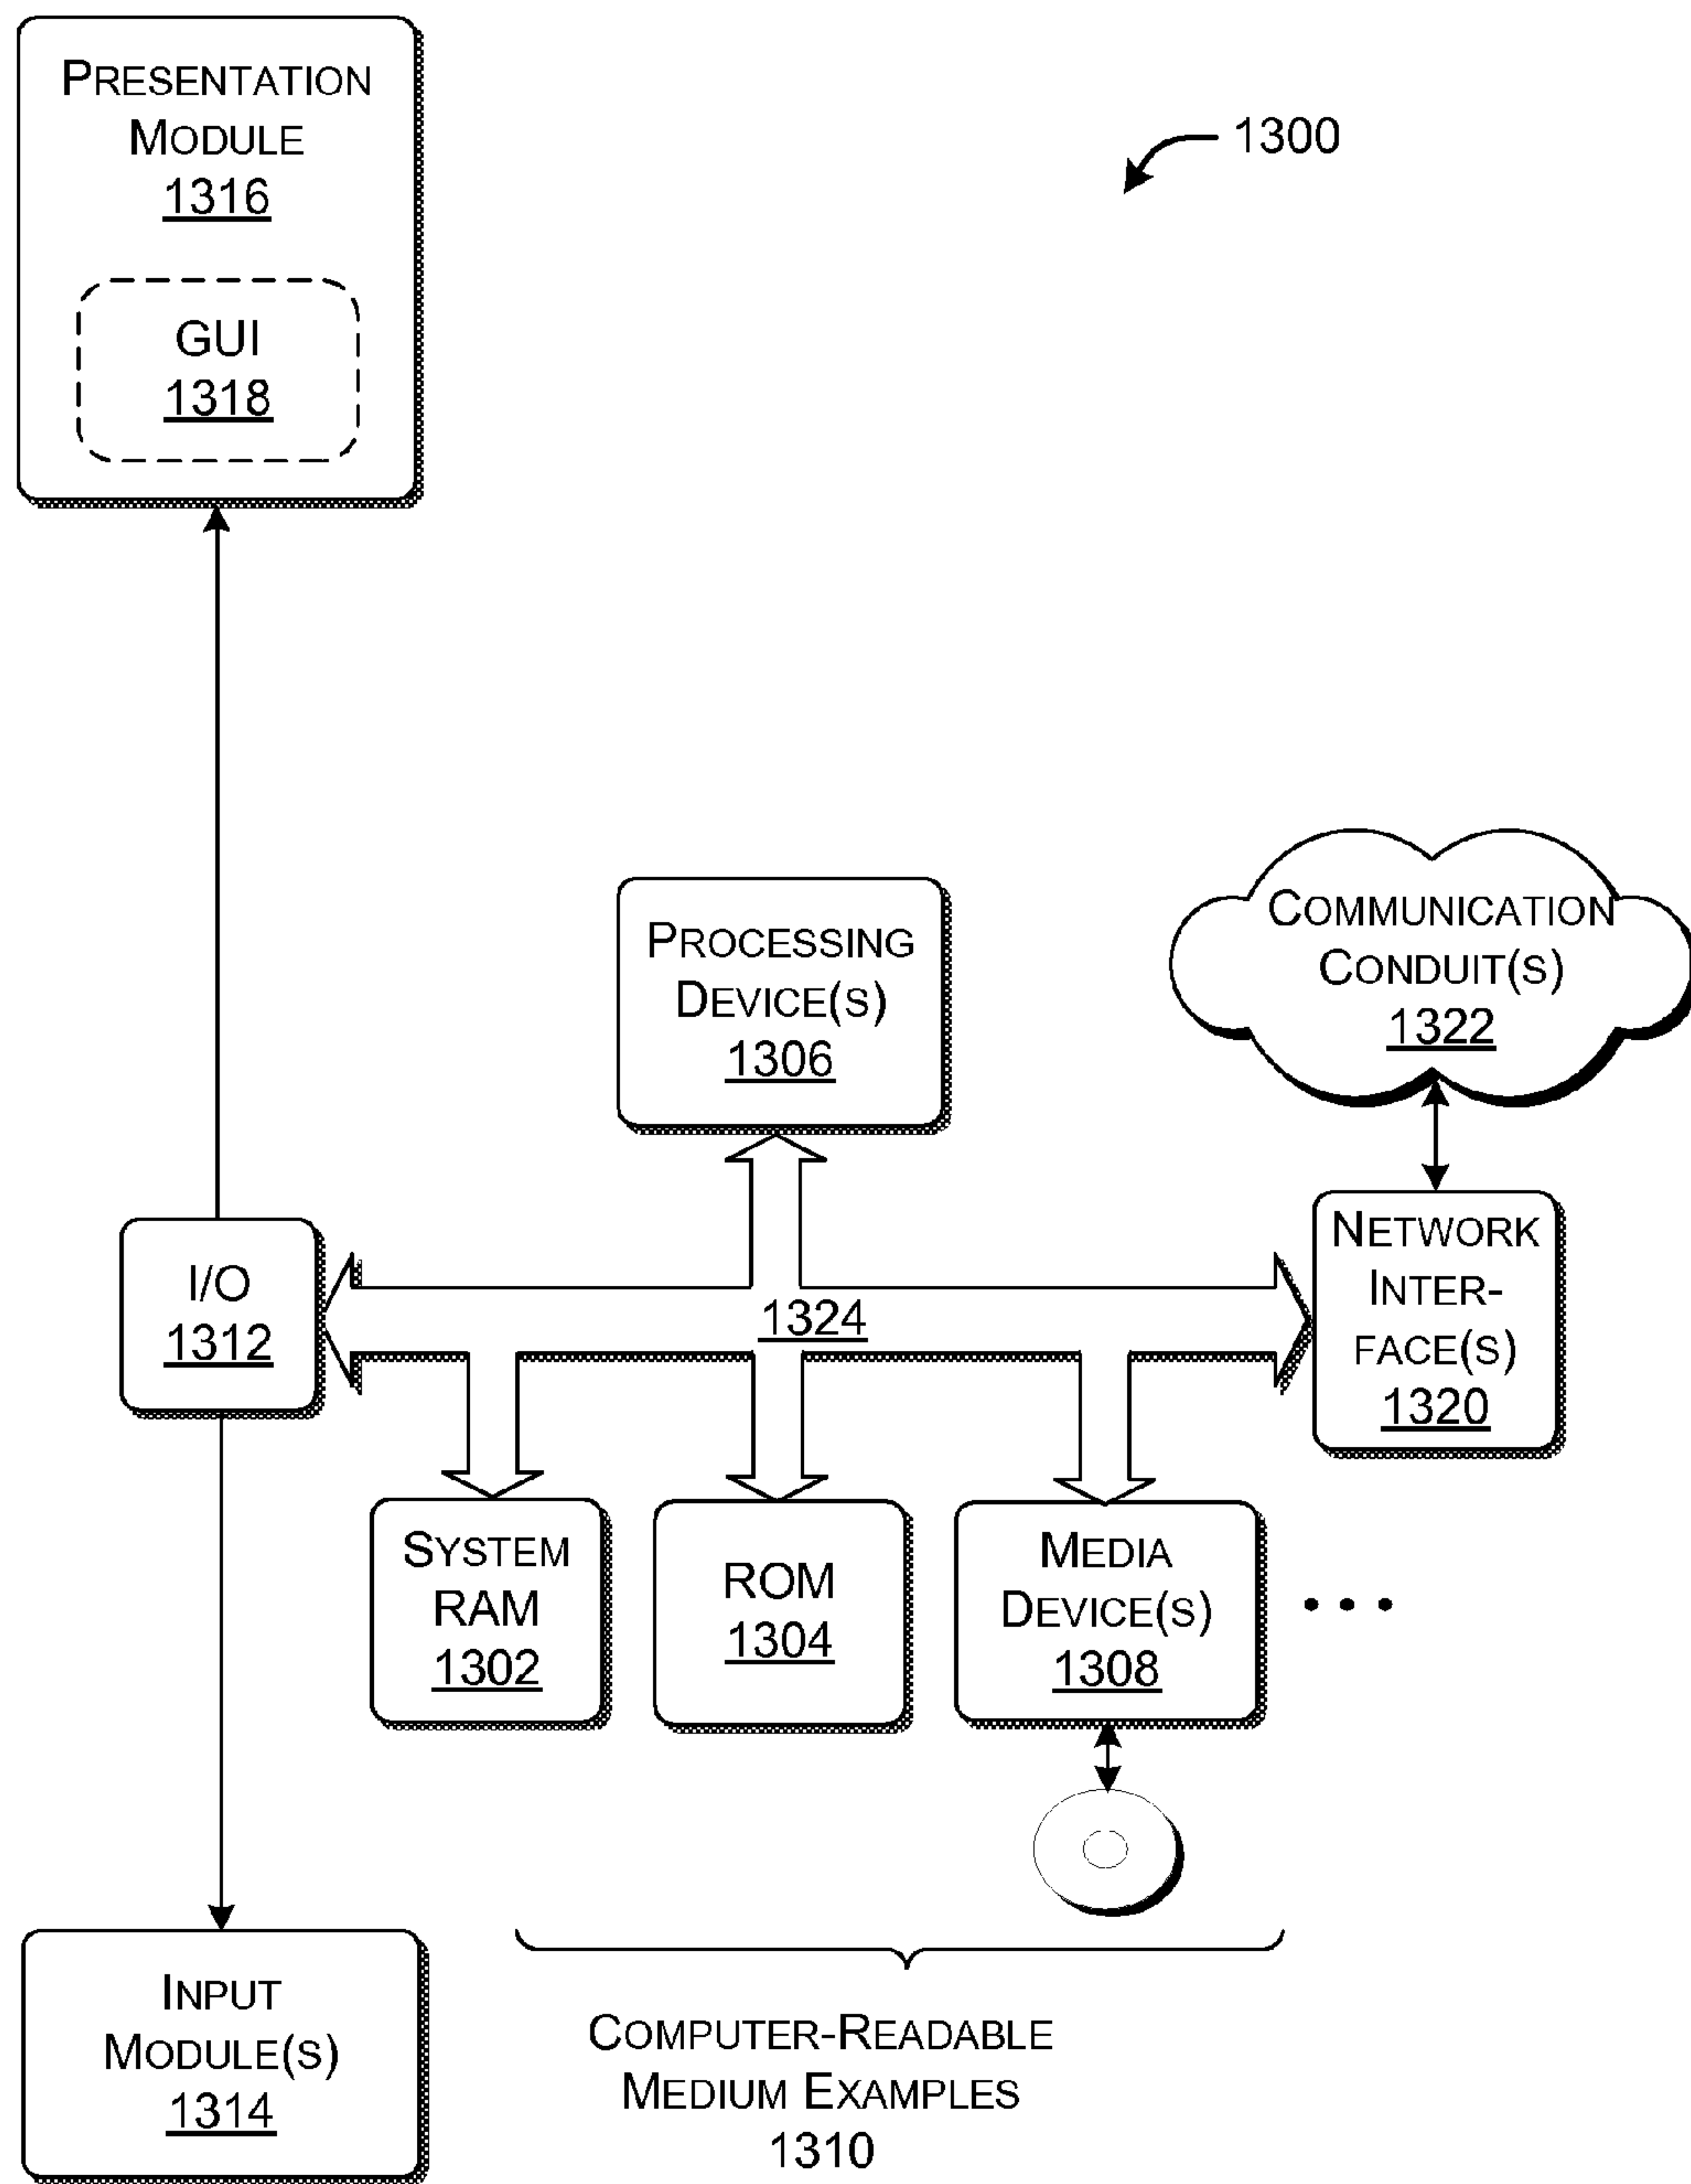 PRESENTATION
MODULE
1316
GUI
1318
1300
PROCESSING
DEVICE(S)
1306
COMMUNICATION
CONDUIT(S)
1322
I/O
1312
1324
NETWORK
INTER-
FACE(S)
1320
SYSTEM
RAM
1302
ROM
1304
MEDIA
DEVICE(S)
1308
• • •
INPUT
MODULE(S)
1314
COMPUTER-READABLE
MEDIUM EXAMPLES
1310